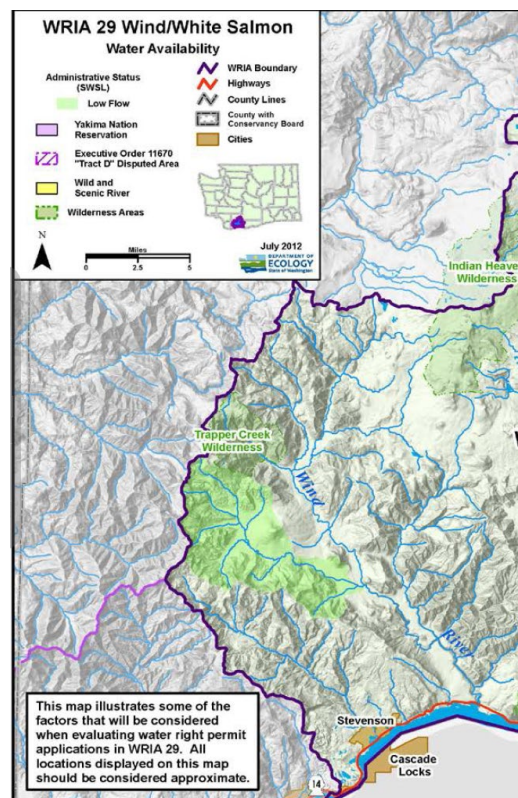 WRIA 29 Wind/White Salmon
Water Availability
Administrative Status
(SWSL)
Low Flow
Yakima Nation
Reservation
Executive Order 11670
"Tract D" Disputed Area
Wild and
Scenic River
Wilderness Areas
WRIA Boundary
Highways
County Lines
County with
Conservancy Board
Cities
N
Miles
0
2.5
5
July 2012
DEPARTMENT OF
ECOLOGY
State of Washington
Indian Heaven
Wilderness
Trapper Creek
Wilderness
Wind
River
Stevenson
Cascade
Locks
14
This map illustrates some of the
factors that will be considered
when evaluating water right permit
applications in WRIA 29. All
locations displayed on this map
should be considered approximate.